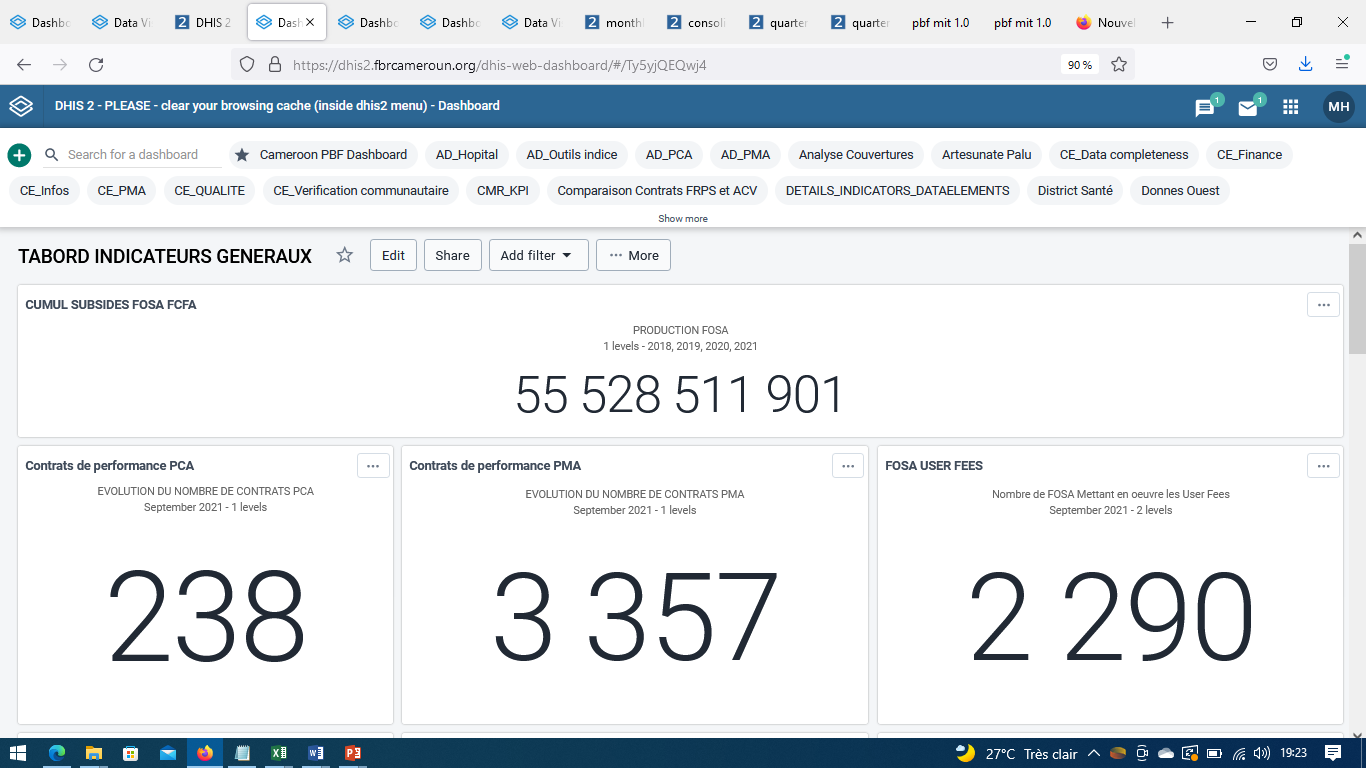 Dashbo
Data Vi
DHIS 2
Dash
Dashbo
Dashbo
Data Vi
monthl
consoli
quarter
quarter
pbf mit 1.0
pbf mit 1.0
Nouvel
https://dhis2.fbrcameroun.org/dhis-web-dashboard/#/Ty5yjQEQwj4
90 %
DHIS 2 - PLEASE - clear your browsing cache (inside dhis2 menu) - Dashboard
1
1
MH
Search for a dashboard
Cameroon PBF Dashboard
AD_Hopital
AD_Outils indice
AD_PCA
AD_PMA
Analyse Couvertures
Artesunate Palu
CE_Data completeness
CE_Finance
CE_Infos
CE_PMA
CE_QUALITE
CE_Verification communautaire
CMR_KPI
Comparaison Contrats FRPS et ACV
DETAILS_INDICATORS_DATAELEMENTS
District Santé
Donnes Ouest
Show more
TABORD INDICATEURS GENERAUX
Edit
Share
Add filter
More
CUMUL SUBSIDES FOSA FCFA
PRODUCTION FOSA
1 levels - 2018, 2019, 2020, 2021
55 528 511 901
Contrats de performance PCA
EVOLUTION DU NOMBRE DE CONTRATS PCA
September 2021 - 1 levels
238
Contrats de performance PMA
EVOLUTION DU NOMBRE DE CONTRATS PMA
September 2021 - 1 levels
3 357
FOSA USER FEES
Nombre de FOSA Mettant en oeuvre les User Fees
September 2021 - 2 levels
2 290
27°C Très clair
19:23